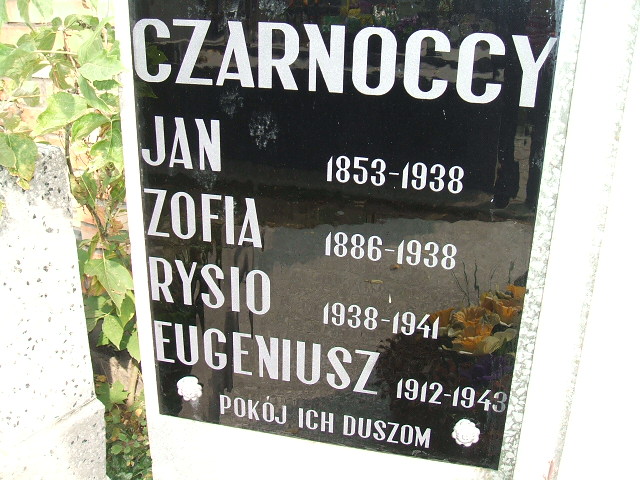 CZARNOCCY
JAN 1853-1938
ZOFIA 1886-1938
RYSIO 1938-1941
EUGENIUSZ 1912-1943
POKÓJ ICH DUSZOM